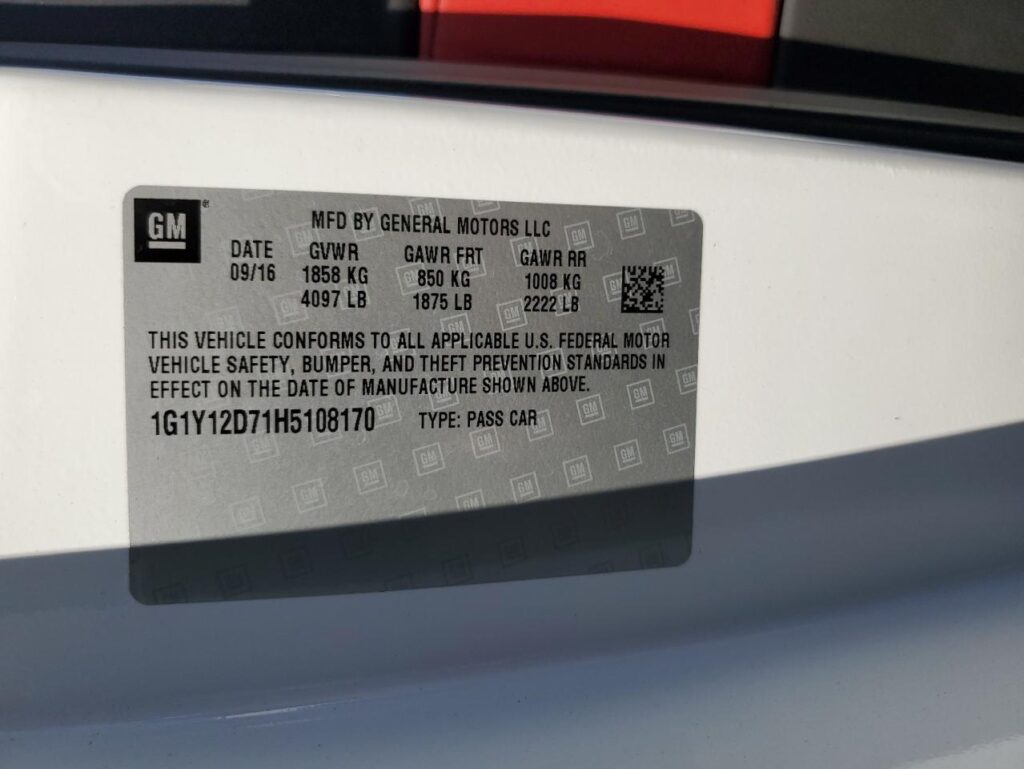 GM
MFD BY GENERAL MOTORS LLC
DATE GVWR GAWR FRT GAWR RR
09/16 1858 KG 850 KG 1008 KG
4097 LB 1875 LB 2222 LB
THIS VEHICLE CONFORMS TO ALL APPLICABLE U.S. FEDERAL MOTOR
VEHICLE SAFETY, BUMPER, AND THEFT PREVENTION STANDARDS IN
EFFECT ON THE DATE OF MANUFACTURE SHOWN ABOVE.
1G1Y12D71H5108170 TYPE: PASS CAR